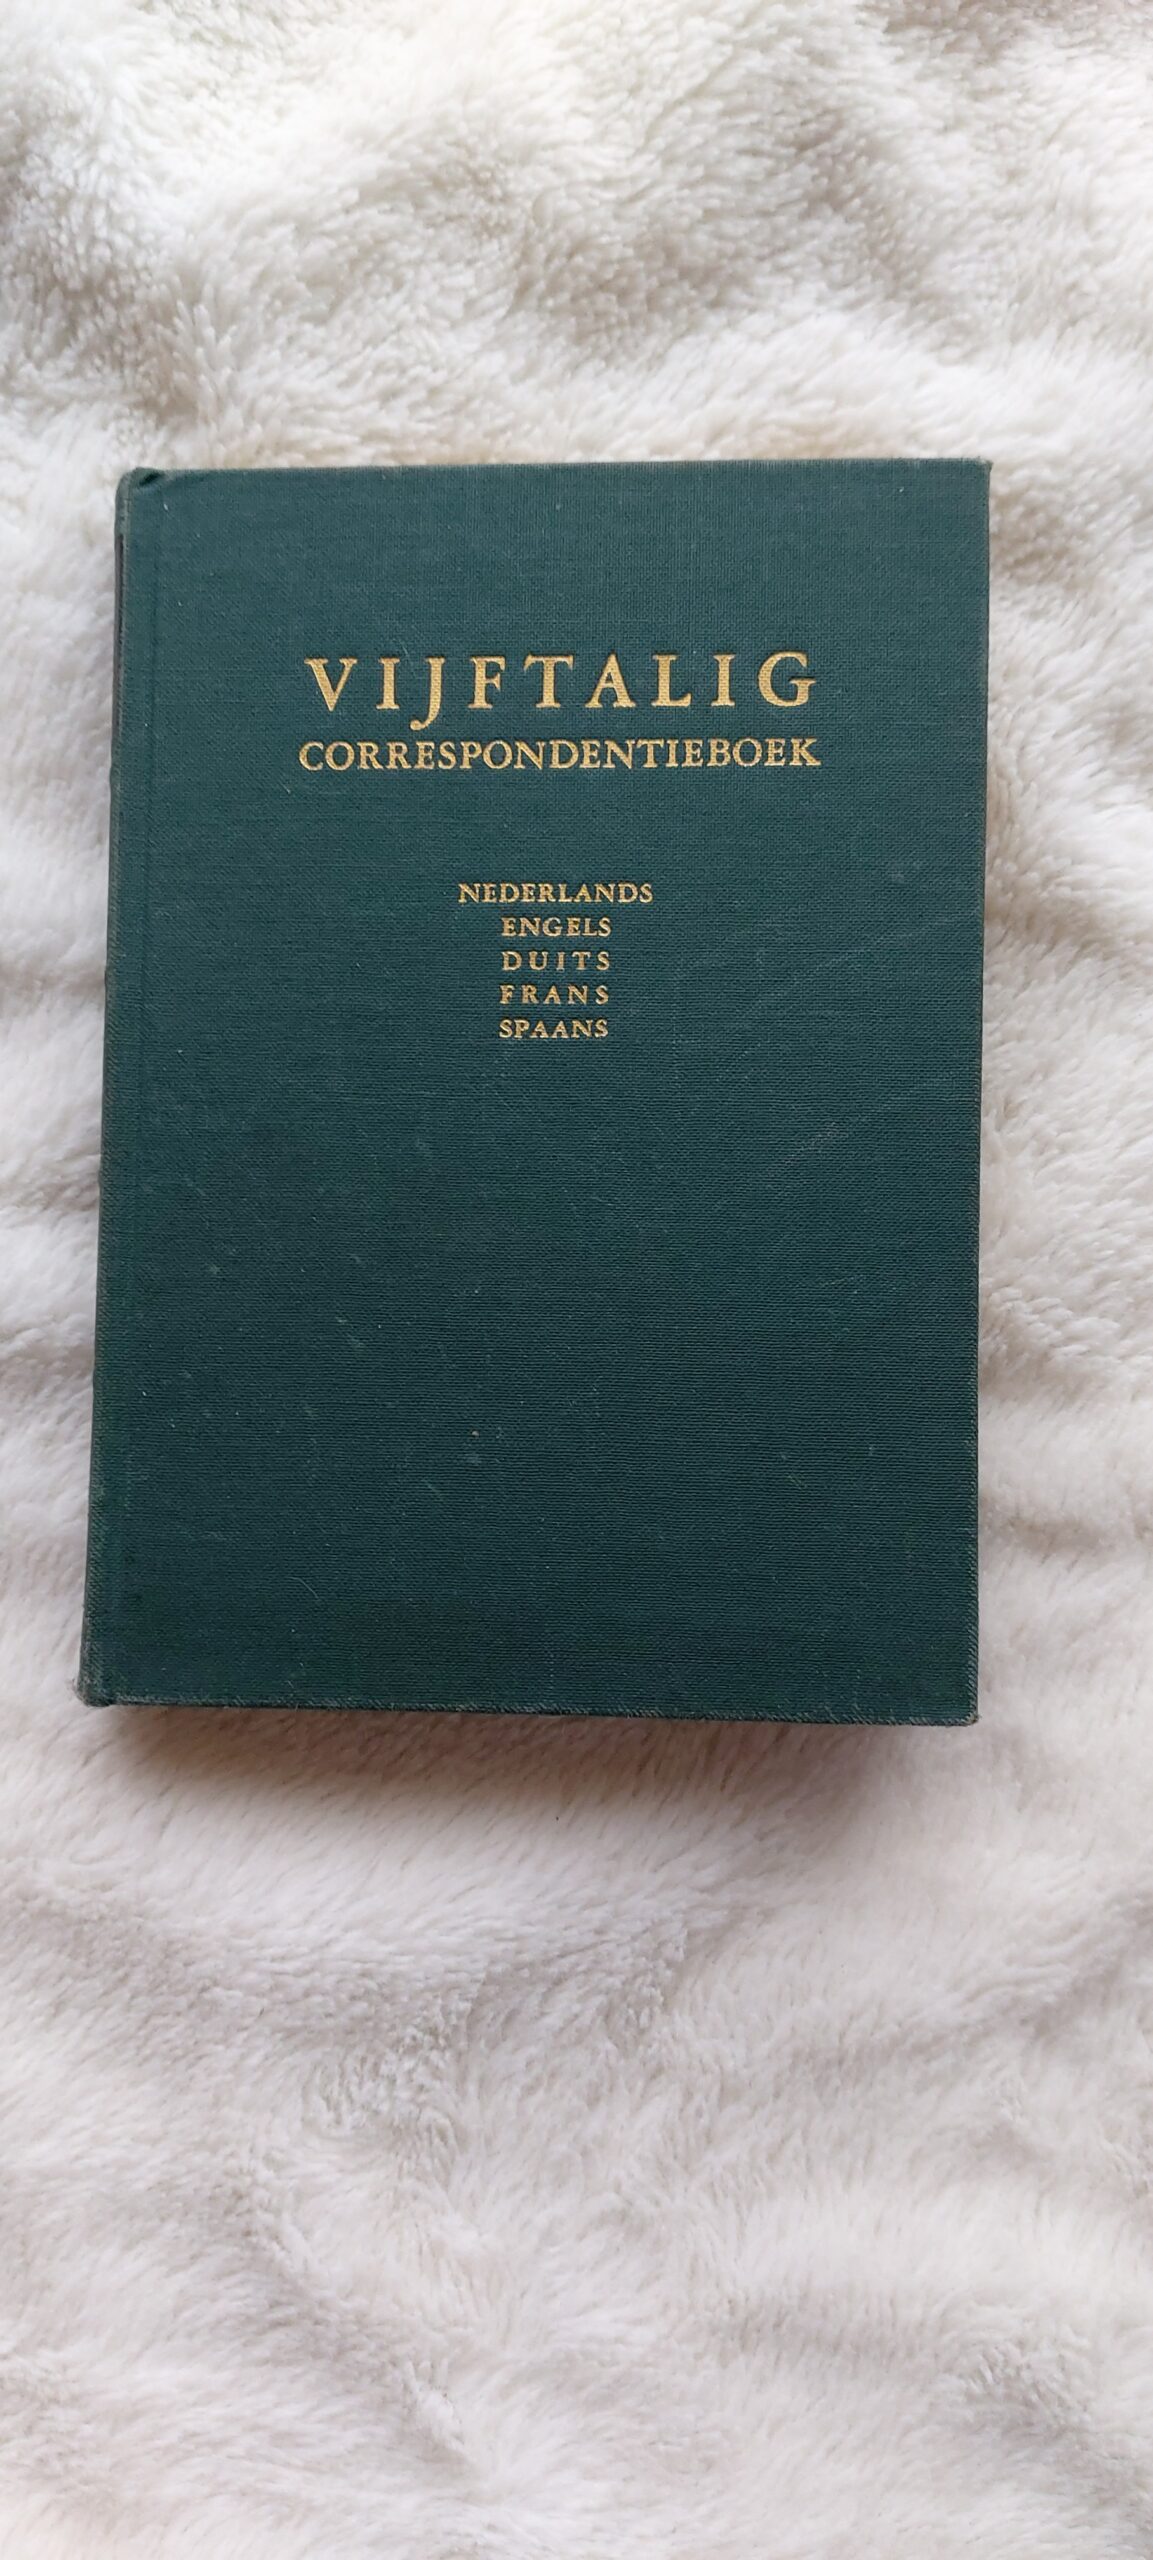 VIJFTALIG
CORRESPONDENTIEBOEK
NEDERLANDS
ENGELS
DUITS
FRANS
SPAANS